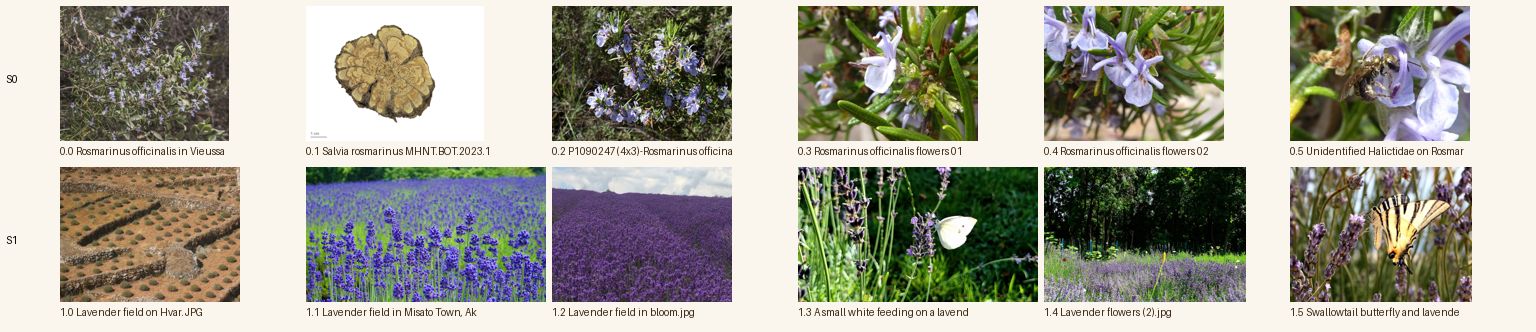 S0
0.0 Rosmarinus officinalis in Vieussa
0.1 Salvia rosmarinus MHNT.BOT.2023.1
0.2 P1090247(4x3)-Rosmarinus officina
0.3 Rosmarinus officinalis flowers 01
0.4 Rosmarinus officinalis flowers 02
0.5 Unidentified Halictidae on Rosmar
S1
1.0 Lavender field on Hvar.JPG
1.1 Lavender field in Misato Town, Ak
1.2 Lavender field in bloom.jpg
1.3 A small white feeding on a lavend
1.4 Lavender flowers (2).jpg
1.5 Swallowtail butterfly and lavende